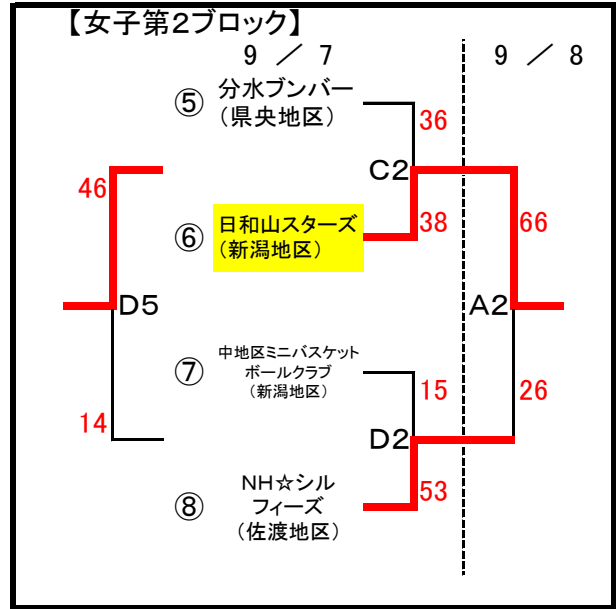 【女子第2ブロック】
9 ／ 7
9 ／ 8
⑤ 分水ブンバー
（県央地区）
36
C2
46
⑥ 日和山スターズ
（新潟地区）
38
66
D5
A2
⑦ 中地区ミニバスケット
ボールクラブ
（新潟地区）
15
26
14
D2
⑧ NH☆シル
フィーズ
（佐渡地区）
53